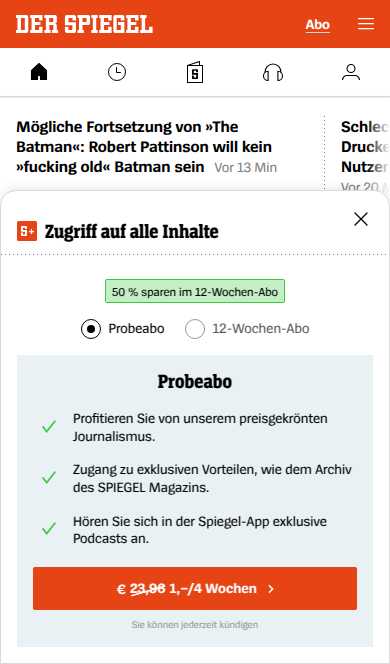 DER SPIEGEL
Abo
Mögliche Fortsetzung von »The
Batman«: Robert Pattinson will kein
»fucking old« Batman sein Vor 13 Min
Schlec
Drucke
Nutzer
Vor 20
S+ Zugriff auf alle Inhalte
50 % sparen im 12-Wochen-Abo
Probeabo
12-Wochen-Abo
Probeabo
Profitieren Sie von unserem preisgekrönten
Journalismus.
Zugang zu exklusiven Vorteilen, wie dem Archiv
des SPIEGEL Magazins.
Hören Sie sich in der Spiegel-App exklusive
Podcasts an.
€ 23,96 1,–/4 Wochen
Sie können jederzeit kündigen